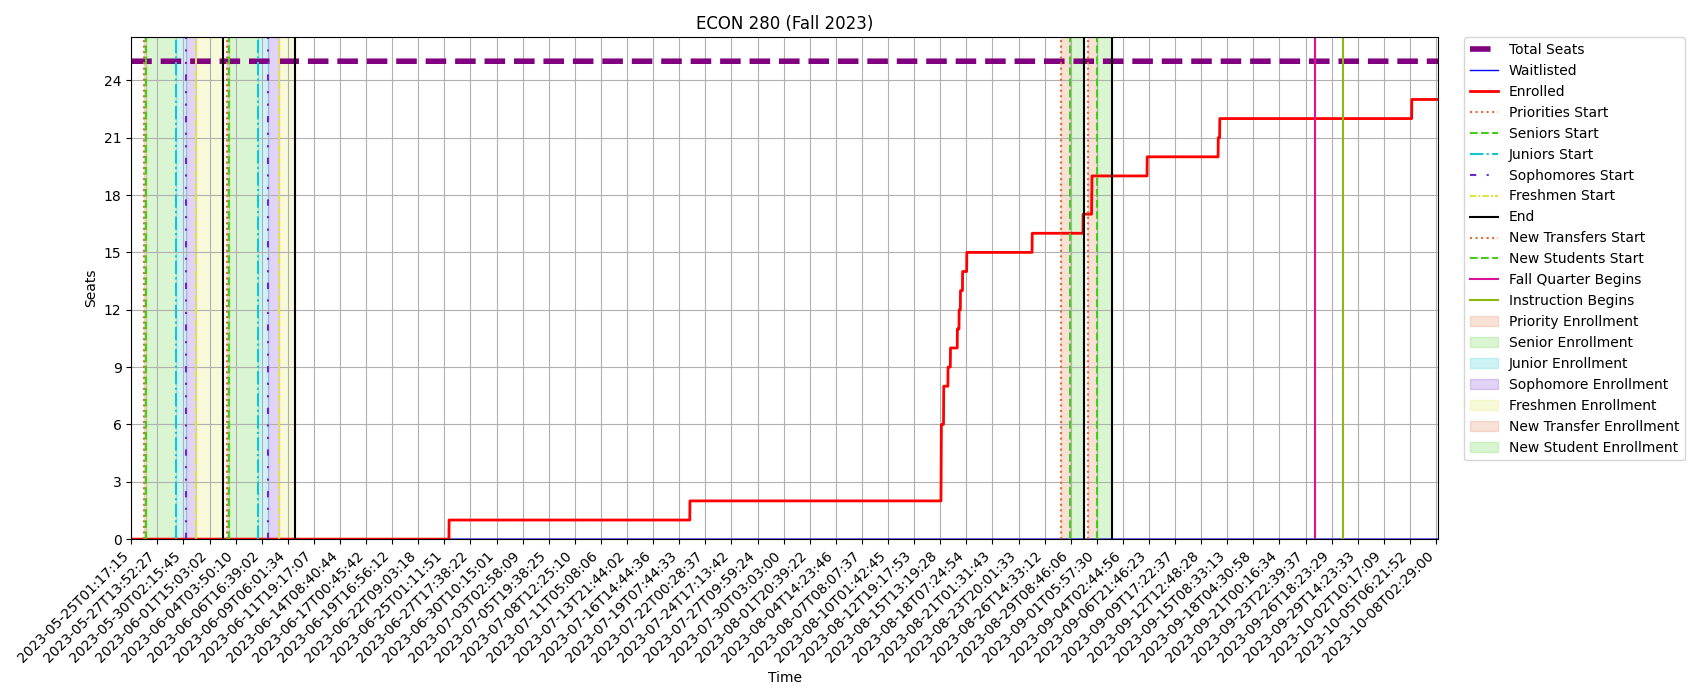 ECON 280 (Fall 2023)
Seats
24
21
18
15
12
9
6
3
0
2023-05-25T01:17:15
2023-05-27T13:52:27
2023-05-30T02:15:45
2023-06-01T15:03:02
2023-06-04T03:50:10
2023-06-06T16:39:02
2023-06-09T06:01:34
2023-06-11T19:17:07
2023-06-14T08:40:44
2023-06-17T00:45:42
2023-06-19T16:56:12
2023-06-22T09:03:18
2023-06-25T01:11:51
2023-06-27T17:38:22
2023-06-30T10:15:01
2023-07-03T02:58:09
2023-07-05T19:38:25
2023-07-08T12:25:10
2023-07-11T05:08:06
2023-07-13T21:44:02
2023-07-16T14:44:36
2023-07-19T07:44:33
2023-07-22T00:28:37
2023-07-24T17:13:42
2023-07-27T09:59:24
2023-07-30T03:03:00
2023-08-01T20:39:22
2023-08-04T14:23:46
2023-08-07T08:07:37
2023-08-10T01:42:45
2023-08-12T19:17:53
2023-08-15T13:19:28
2023-08-18T07:24:54
2023-08-21T01:31:43
2023-08-23T20:01:33
2023-08-26T14:33:12
2023-08-29T08:46:06
2023-09-01T05:57:30
2023-09-04T02:44:56
2023-09-06T21:46:23
2023-09-09T17:22:37
2023-09-12T12:48:28
2023-09-15T08:33:13
2023-09-18T04:30:58
2023-09-21T00:16:34
2023-09-23T22:39:37
2023-09-26T18:23:29
2023-09-29T14:23:33
2023-10-02T10:17:09
2023-10-05T06:21:52
2023-10-08T02:29:00
Time
Total Seats
Waitlisted
Enrolled
Priorities Start
Seniors Start
Juniors Start
Sophomores Start
Freshmen Start
End
New Transfers Start
New Students Start
Fall Quarter Begins
Instruction Begins
Priority Enrollment
Senior Enrollment
Junior Enrollment
Sophomore Enrollment
Freshmen Enrollment
New Transfer Enrollment
New Student Enrollment